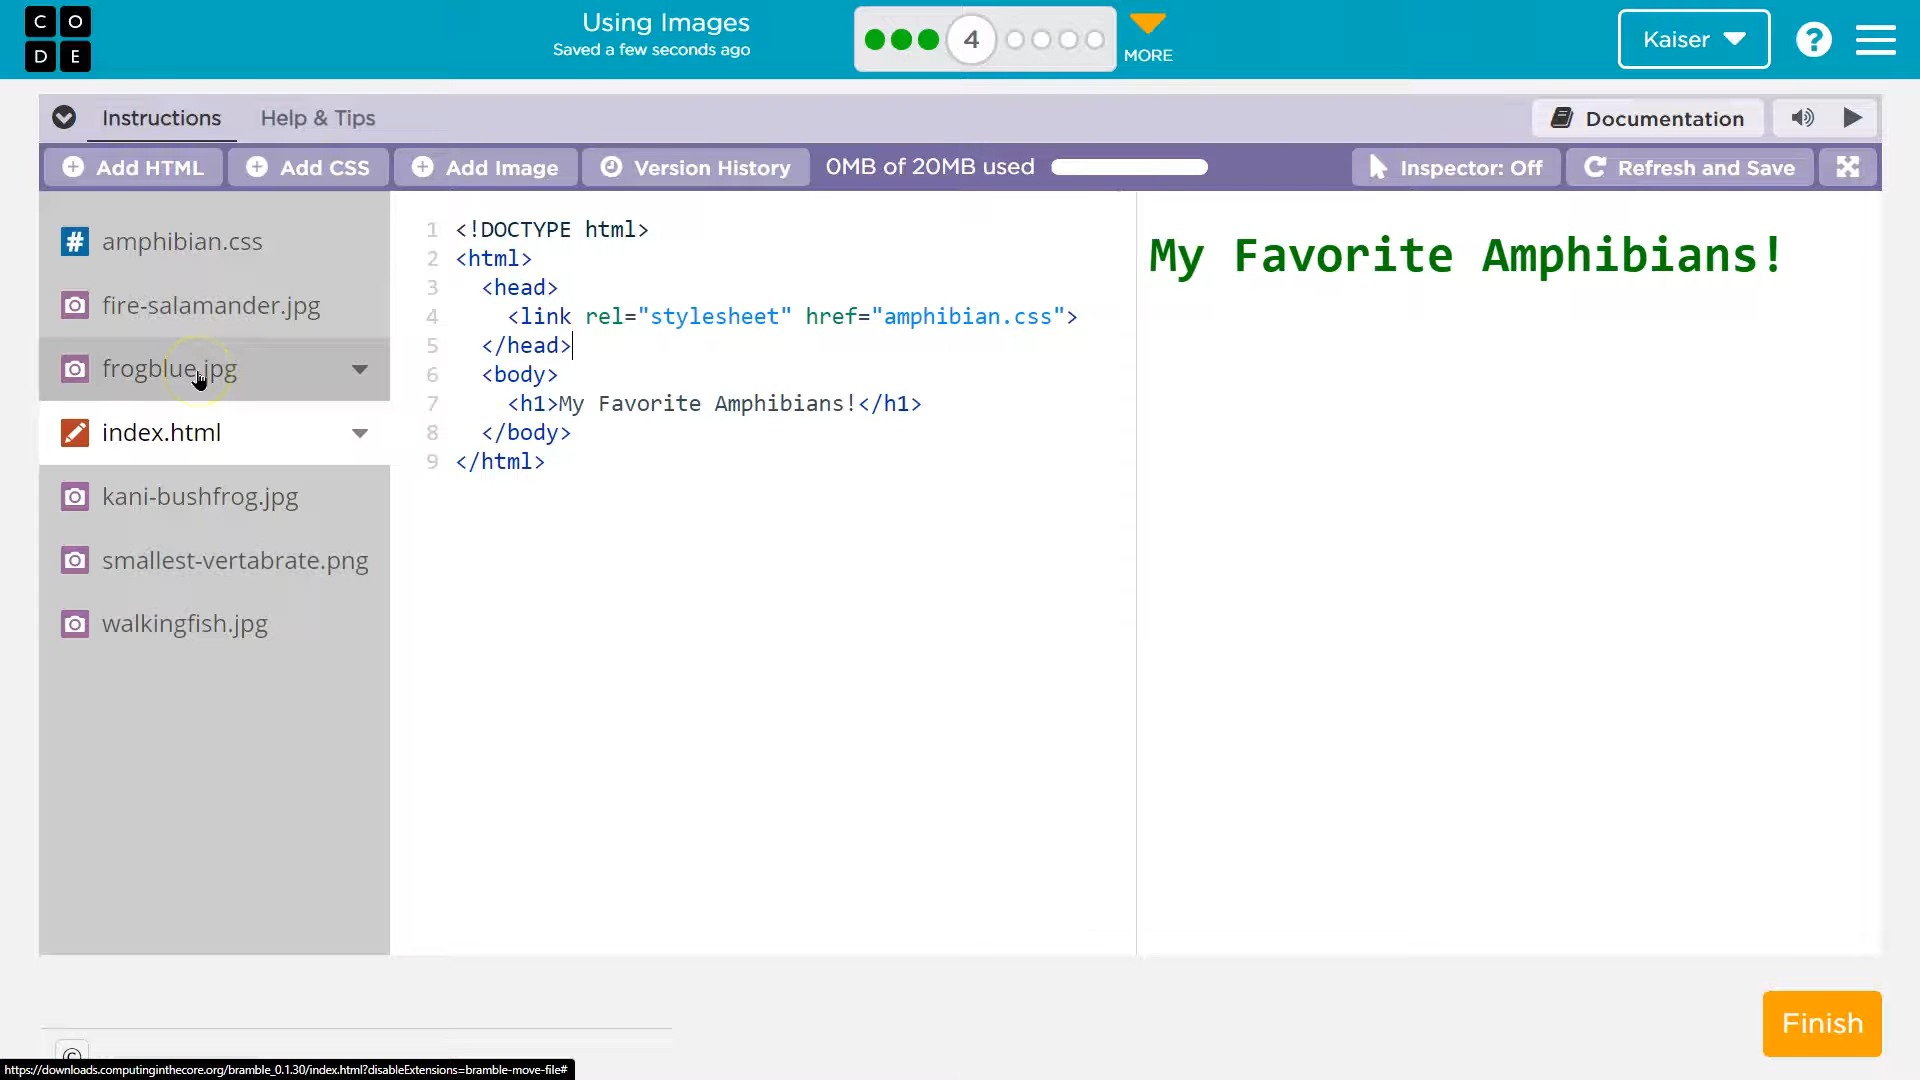 CODE
Using Images
Saved a few seconds ago
4
MORE
Kaiser
?
Instructions
Help & Tips
Documentation
Add HTML
Add CSS
Add Image
Version History
0MB of 20MB used
Inspector: Off
Refresh and Save
# amphibian.css
fire-salamander.jpg
frogblue.jpg
index.html
kani-bushfrog.jpg
smallest-vertabrate.png
walkingfish.jpg
1 <!DOCTYPE html>
2 <html>
3 <head>
4 <link rel="stylesheet" href="amphibian.css">
5 </head>
6 <body>
7 <h1>My Favorite Amphibians!</h1>
8 </body>
9 </html>
My Favorite Amphibians!
Finish
©
https://downloads.computinginthecore.org/bramble_0.1.30/index.html?disableExtensions=bramble-move-file#